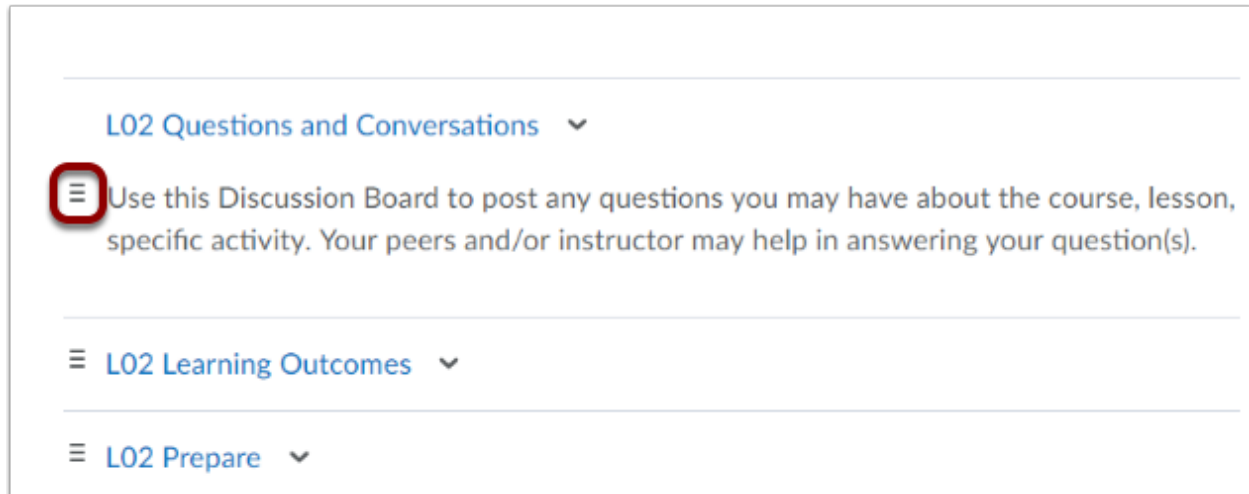 L02 Questions and Conversations
Use this Discussion Board to post any questions you may have about the course, lesson,
specific activity. Your peers and/or instructor may help in answering your question(s).
L02 Learning Outcomes
L02 Prepare